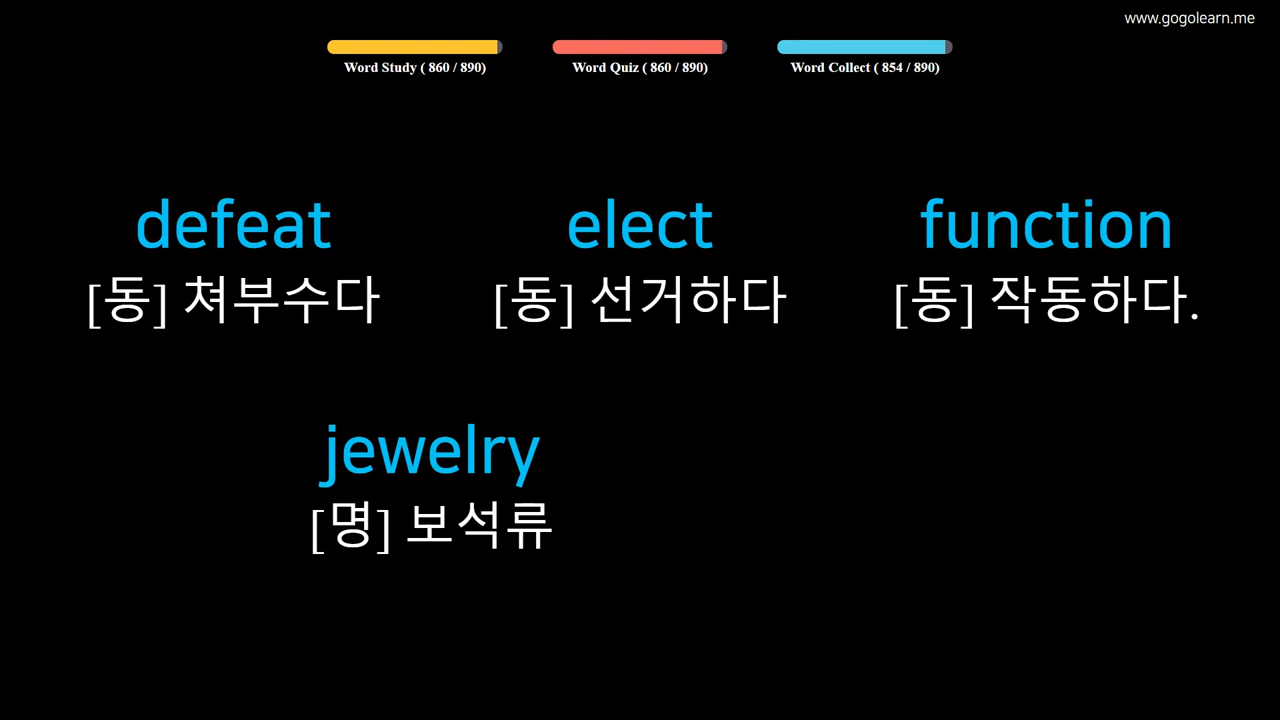 www.gogolearn.me
Word Study ( 860 / 890)
Word Quiz ( 860 / 890)
Word Collect ( 854 / 890)
defeat
[동] 쳐부수다
elect
[동] 선거하다
function
[동] 작동하다.
jewelry
[명] 보석류